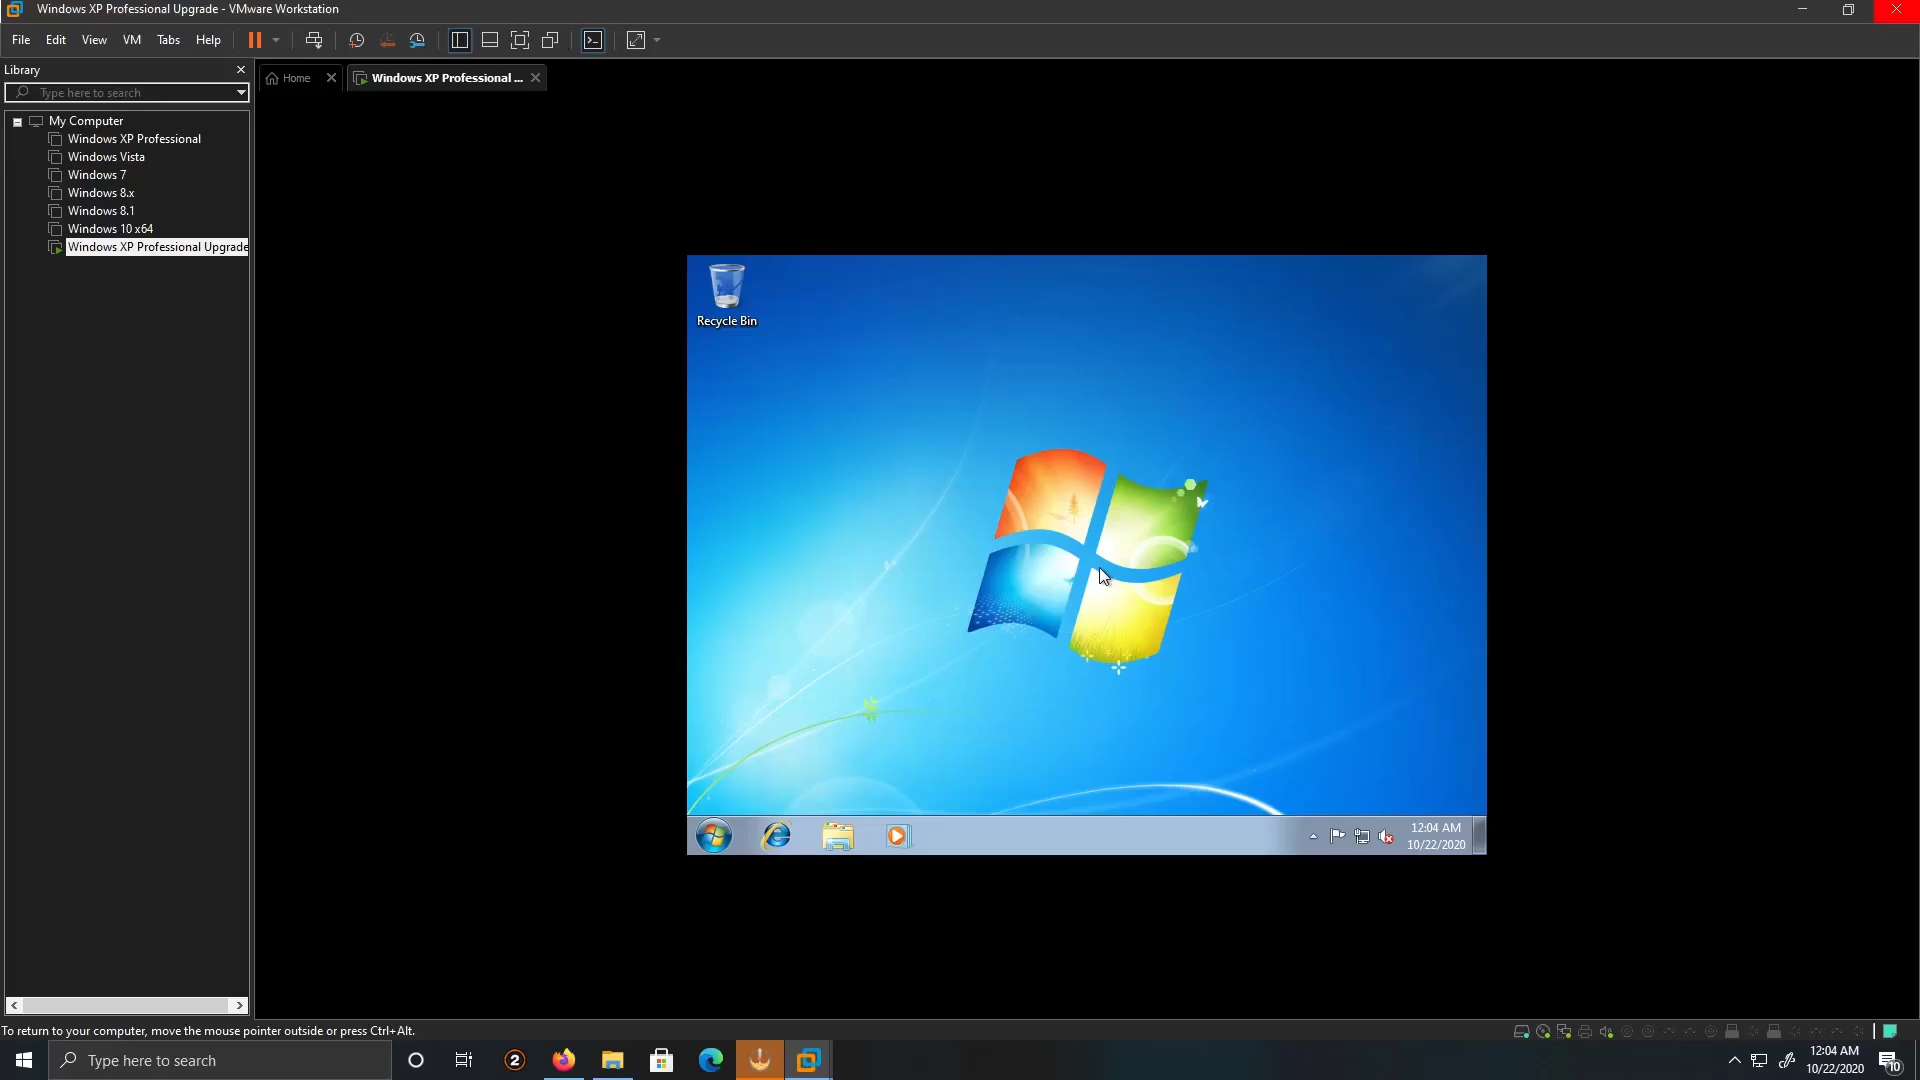 Windows XP Professional Upgrade - VMware Workstation
File Edit View VM Tabs Help
Library
Type here to search
Home
Windows XP Professional ...
My Computer
Windows XP Professional
Windows Vista
Windows 7
Windows 8.x
Windows 8.1
Windows 10 x64
Windows XP Professional Upgrade
Recycle Bin
12:04 AM
10/22/2020
To return to your computer, move the mouse pointer outside or press Ctrl+Alt.
Type here to search
2
12:04 AM
10/22/2020
10